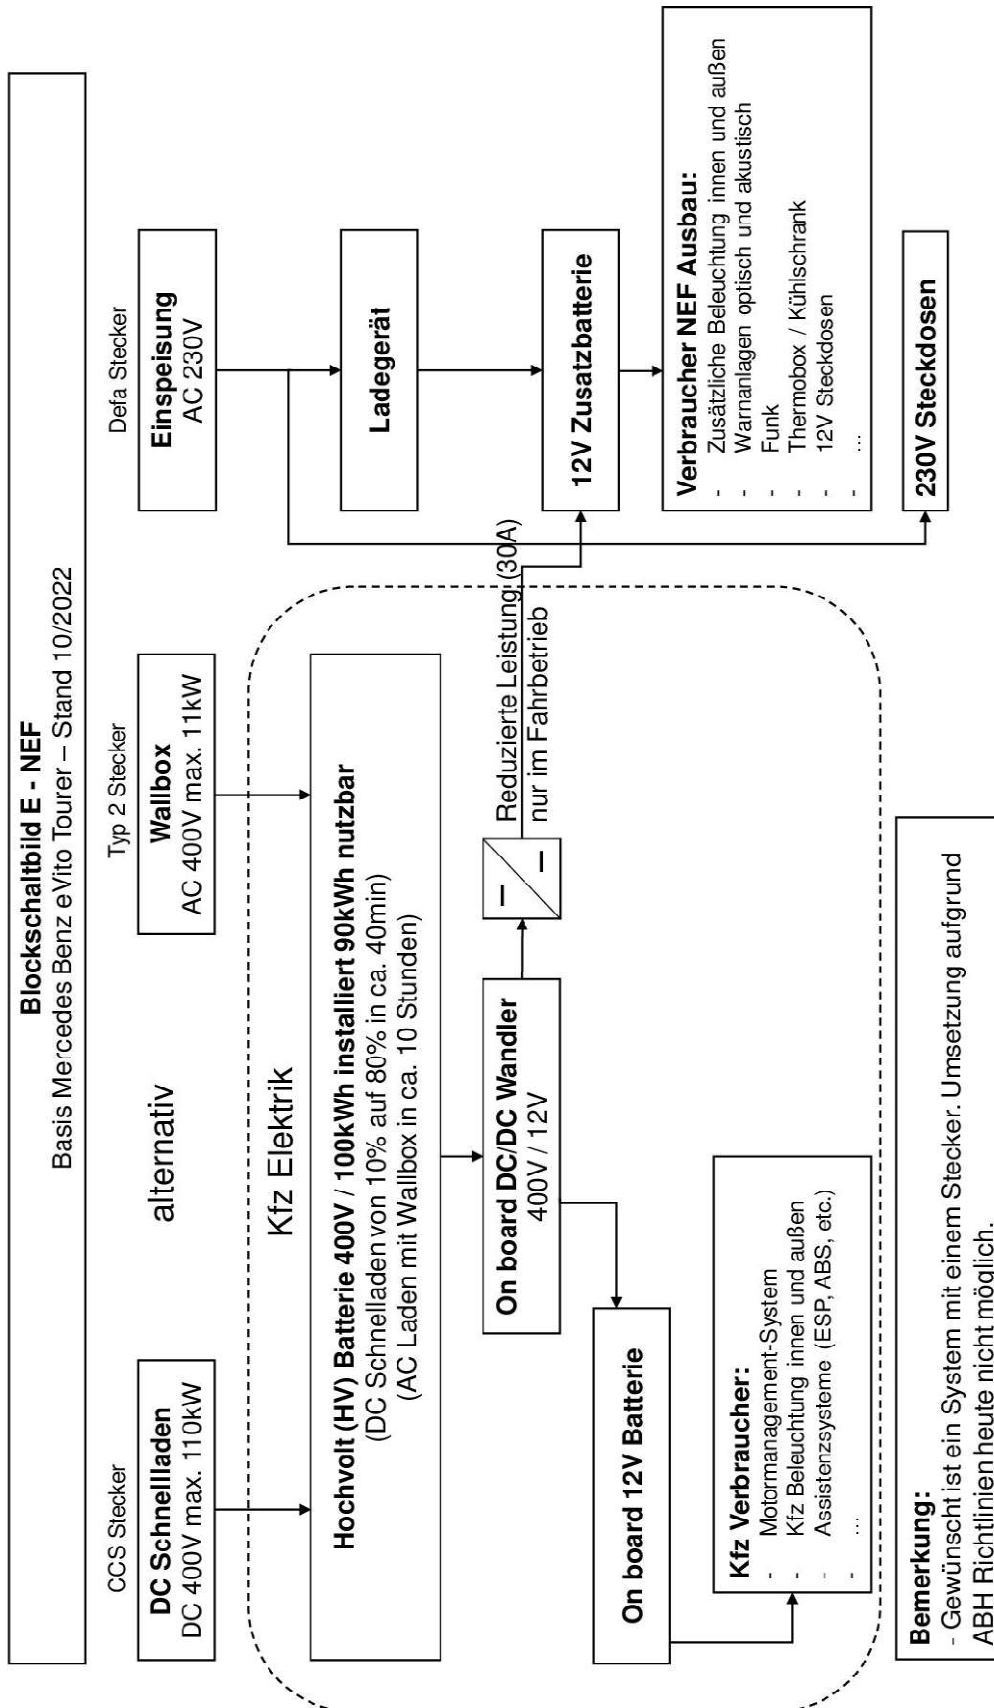 Blockschaltbild E - NEF
Basis Mercedes Benz eVito Tourer – Stand 10/2022
CCS Stecker
DC Schnellladen
DC 400V max. 110kW
alternativ
Typ 2 Stecker
Wallbox
AC 400V max. 11kW
Defa Stecker
Einspeisung
AC 230V
Kfz Elektrik
Hochvolt (HV) Batterie 400V / 100kWh installiert 90kWh nutzbar
(DC Schnellladen von 10% auf 80% in ca. 40min)
(AC Laden mit Wallbox in ca. 10 Stunden)
Ladegerät
On board DC/DC Wandler
400V / 12V
Reduzierte Leistung (30A)
nur im Fahrbetrieb
12V Zusatzbatterie
On board 12V Batterie
Verbraucher NEF Ausbau:
- Zusätzliche Beleuchtung innen und außen
- Warnanlagen optisch und akustisch
- Funk
- Thermobox / Kühlschrank
- 12V Steckdosen
- ...
Kfz Verbraucher:
- Motormanagement-System
- Kfz Beleuchtung innen und außen
- Assistenzsysteme (ESP, ABS, etc.)
- ...
230V Steckdosen
Bemerkung:
- Gewünscht ist ein System mit einem Stecker. Umsetzung aufgrund
ABH Richtlinien heute nicht möglich.